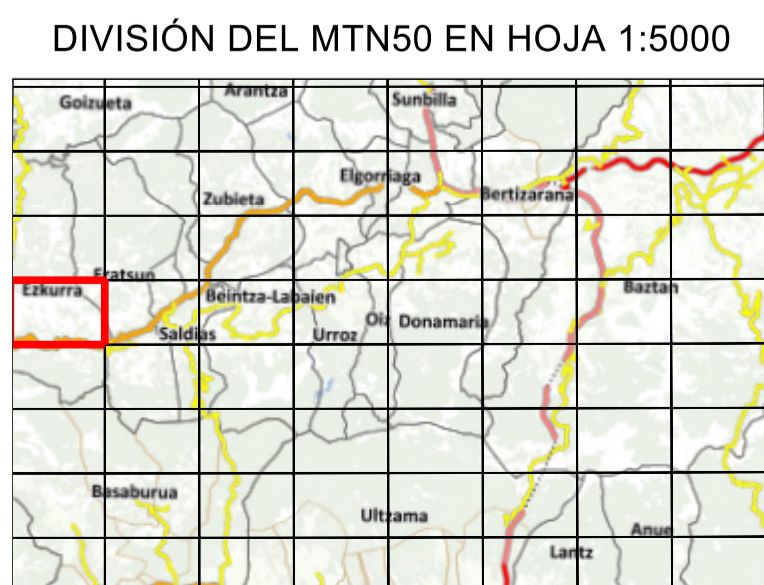 DIVISIÓN DEL MTN50 EN HOJA 1:5000
Goizueta
Arantza
Sunbilla
Elgorriaga
Zubieta
Bertizarana
Eratsun
Ezkurra
Beintza-Labaien
Baztan
Saldias
Urroz
Oiz
Donamaria
Basaburua
Ultzama
Anue
Lantz